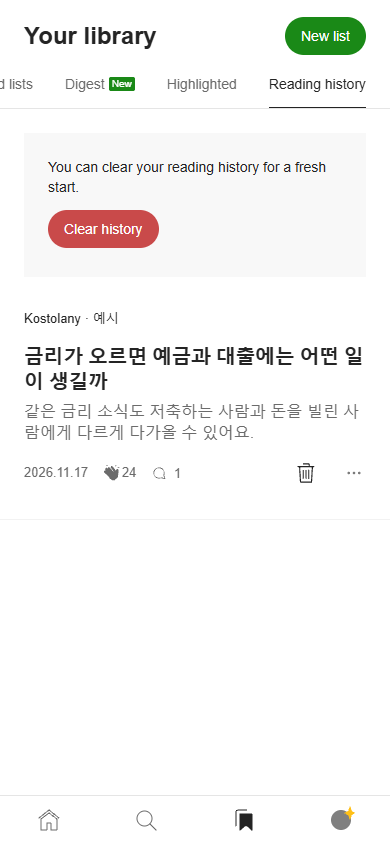 Your library
New list
d lists
Digest
New
Highlighted
Reading history
You can clear your reading history for a fresh
start.
Clear history
Kostolany · 예시
금리가 오르면 예금과 대출에는 어떤 일
이 생길까
같은 금리 소식도 저축하는 사람과 돈을 빌린 사
람에게 다르게 다가올 수 있어요.
2026.11.17
24
1